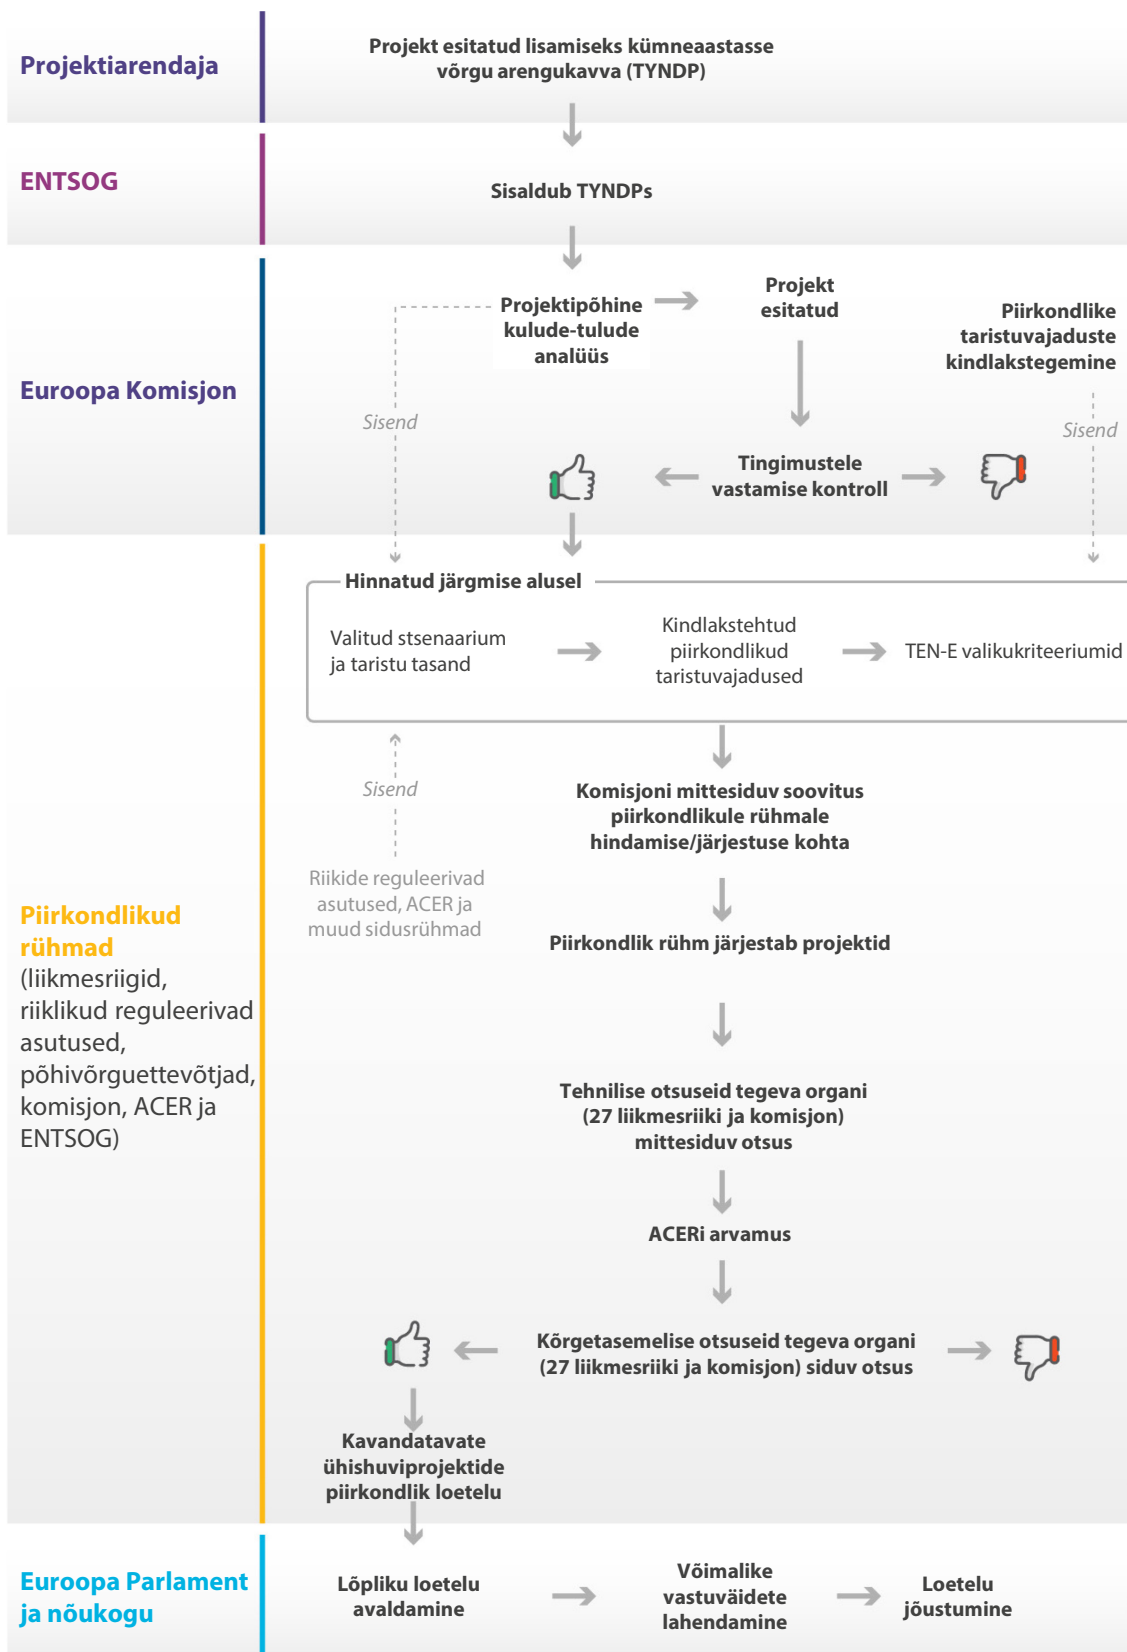 Projektiarendaja
Projekt esitatud lisamiseks kümneaastasse
võrgu arengukavva (TYNDP)
ENTSOG
Sisaldub TYNDPs
Euroopa Komisjon
Projektipõhine
kulude-tulude
analüüs
Projekt
esitatud
Piirkondlike
taristuvajaduste
kindlakstegemine
Sisend
Sisend
Tingimustele
vastamise kontroll
Piirkondlikud
rühmad
(liikmesriigid,
riiklikud reguleerivad
asutused,
põhivõrguettevõtjad,
komisjon, ACER ja
ENTSOG)
Hinnatud järgmise alusel
Valitud stsenaarium
ja taristu tasand
Kindlakstehtud
piirkondlikud
taristuvajadused
TEN-E valikukriteeriumid
Sisend
Riikide reguleerivad
asutused, ACER ja
muud sidusrühmad
Komisjoni mittesiduv soovitus
piirkondlikule rühmale
hindamise/järjestuse kohta
Piirkondlik rühm järjestab projektid
Tehnilise otsuseid tegeva organi
(27 liikmesriiki ja komisjon)
mittesiduv otsus
ACERi arvamus
Kõrgetasemelise otsuseid tegeva organi
(27 liikmesriiki ja komisjon) siduv otsus
Kavandatavate
ühishuviprojektide
piirkondlik loetelu
Euroopa Parlament
ja nõukogu
Lõpliku loetelu
avaldamine
Võimalike
vastuväidete
lahendamine
Loetelu
jõustumine